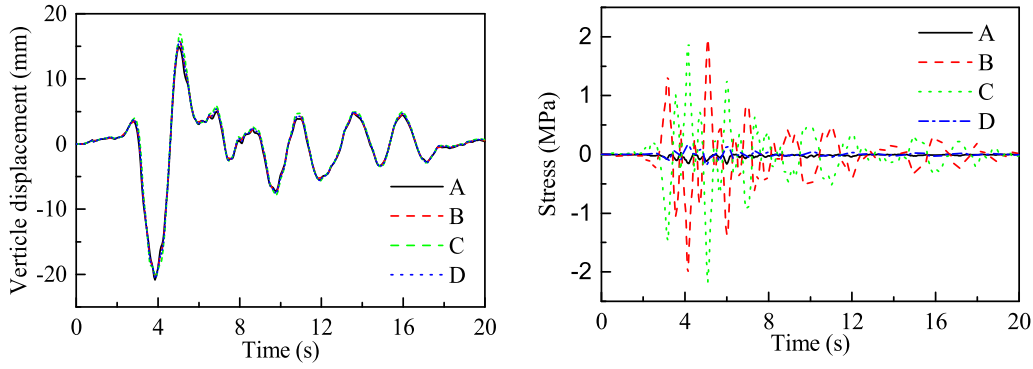 20
10
0
-10
-20
Verticle displacement (mm)
A
B
C
D
0 4 8 12 16 20
Time (s)
2
1
0
-1
-2
Stress (MPa)
A
B
C
D
0 4 8 12 16 20
Time (s)